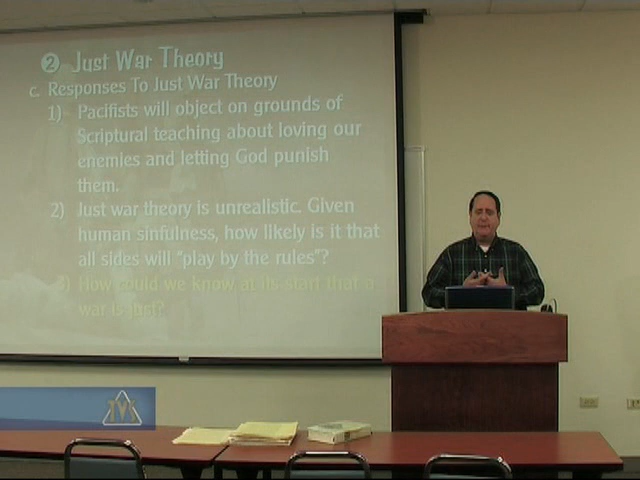 2 Just War Theory
c. Responses To Just War Theory
1) Pacifists will object on grounds of
Scriptural teaching about loving our
enemies and letting God punish
them.
2) Just war theory is unrealistic. Given
human sinfulness, how likely is it that
all sides will "play by the rules"?
3) How could we know at its start that a
war is just?